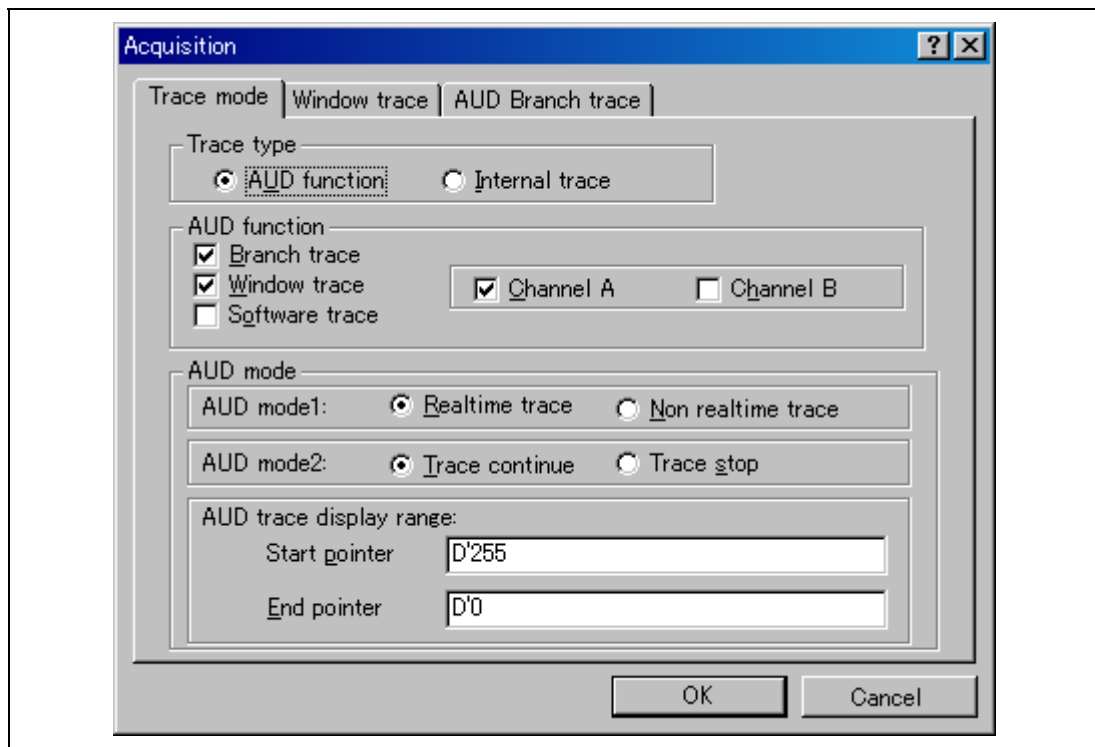 Acquisition
Trace mode Window trace AUD Branch trace
Trace type
AUD function Internal trace
AUD function
Branch trace
Window trace Channel A Channel B
Software trace
AUD mode
AUD mode1: Realtime trace Non realtime trace
AUD mode2: Trace continue Trace stop
AUD trace display range:
Start pointer D'255
End pointer D'0
OK Cancel